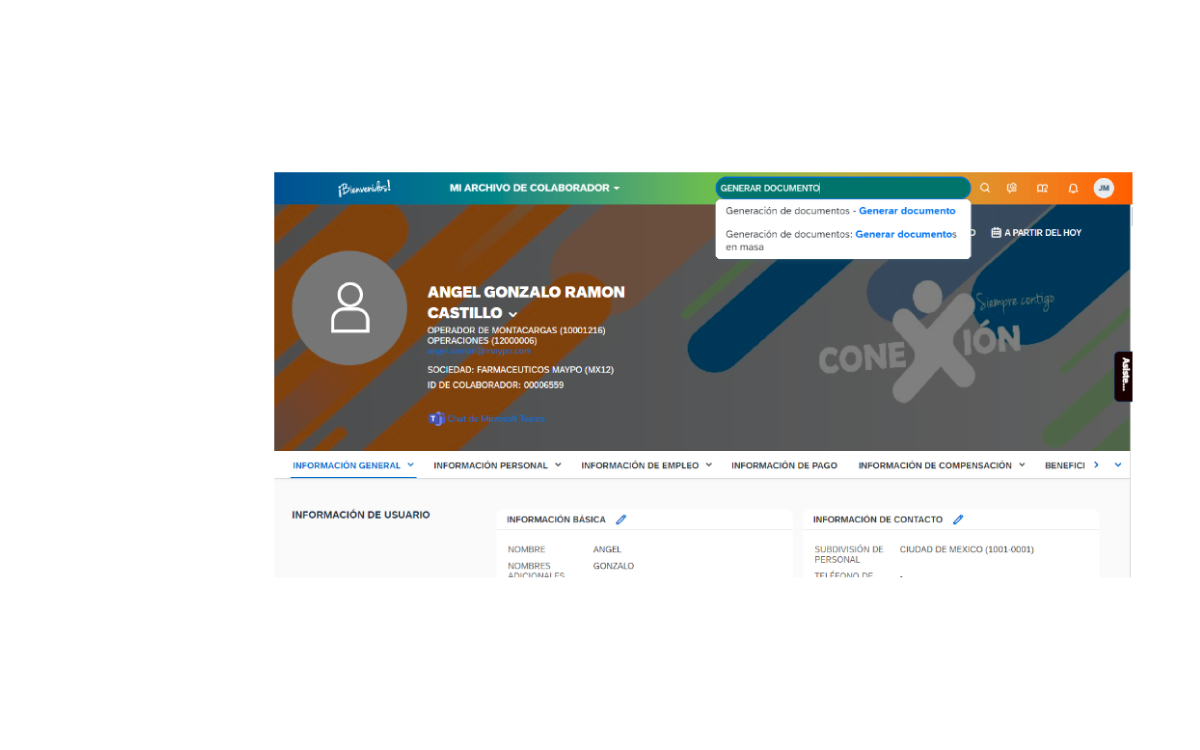 ¡Bienvenidos!
MI ARCHIVO DE COLABORADOR
GENERAR DOCUMENTO
JM
Generación de documentos - Generar documento
Generación de documentos: Generar documentos
en masa
A PARTIR DEL HOY
ANGEL GONZALO RAMON
CASTILLO
OPERADOR DE MONTACARGAS (10001216)
OPERACIONES (12000006)
SOCIEDAD: FARMACEUTICOS MAYPO (MX12)
ID DE COLABORADOR: 00006559
Chat de Microsoft Teams
Siempre contigo
CONEXIÓN
Asiste...
INFORMACIÓN GENERAL
INFORMACIÓN PERSONAL
INFORMACIÓN DE EMPLEO
INFORMACIÓN DE PAGO
INFORMACIÓN DE COMPENSACIÓN
BENEFICI
INFORMACIÓN DE USUARIO
INFORMACIÓN BÁSICA
NOMBRE ANGEL
NOMBRES GONZALO
ADICIONALES
INFORMACIÓN DE CONTACTO
SUBDIVISIÓN DE CIUDAD DE MEXICO (1001-0001)
PERSONAL
TELÉFONO DE -